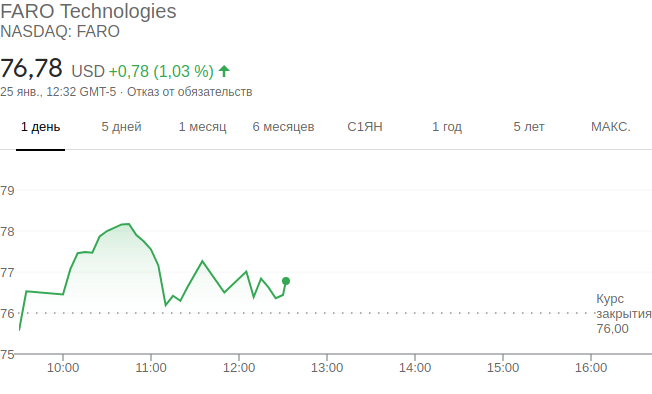 FARO Technologies
NASDAQ: FARO
76,78 USD +0,78 (1,03 %)
25 янв., 12:32 GMT-5 · Отказ от обязательств
1 день 5 дней 1 месяц 6 месяцев С1ЯН 1 год 5 лет МАКС.
79
78
77
76
75
Курс
закрытия
76,00
10:00 11:00 12:00 13:00 14:00 15:00 16:00